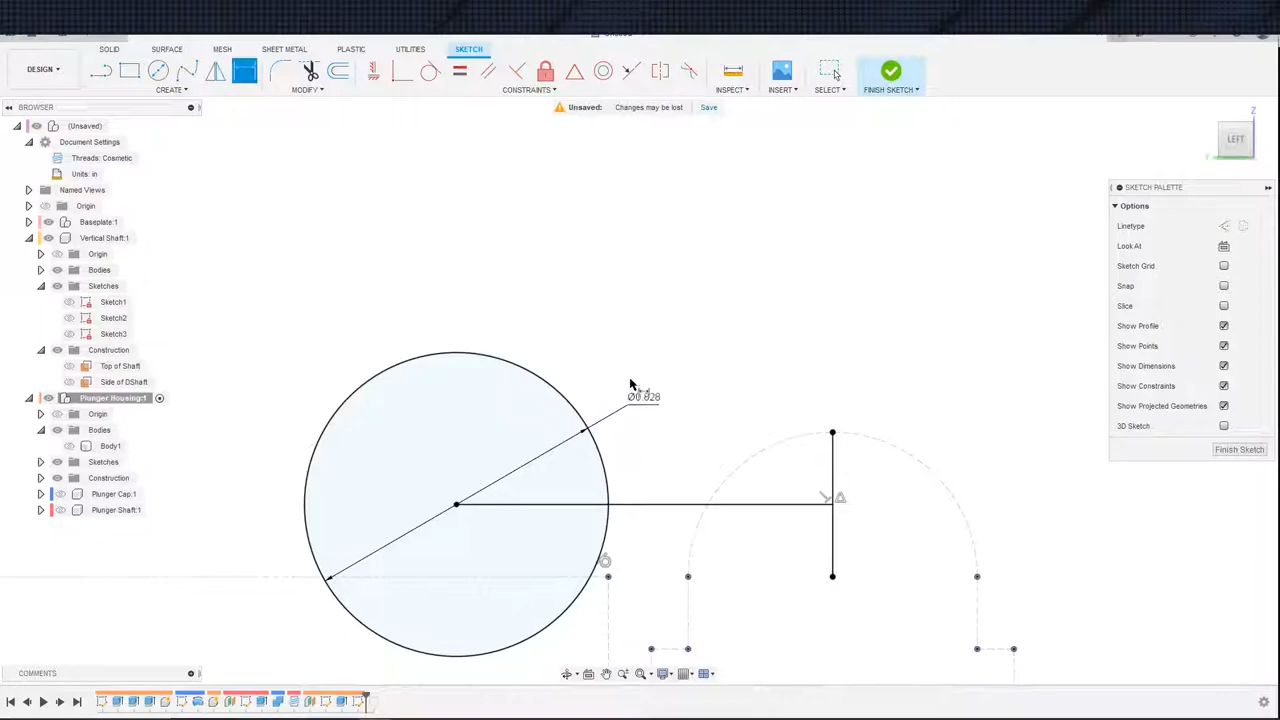 SOLID SURFACE MESH SHEET METAL PLASTIC UTILITIES SKETCH
DESIGN
CREATE MODIFY CONSTRAINTS INSPECT INSERT SELECT FINISH SKETCH
BROWSER
Unsaved: Changes may be lost Save
(Unsaved)
Document Settings
Threads: Cosmetic
Units: in
Named Views
Origin
Baseplate:1
Vertical Shaft:1
Origin
Bodies
Sketches
Sketch1
Sketch2
Sketch3
Construction
Top of Shaft
Side of DShaft
Plunger Housing:1
Origin
Bodies
Body1
Sketches
Construction
Plunger Cap:1
Plunger Shaft:1
Z
LEFT
SKETCH PALETTE
Options
Linetype
Look At
Sketch Grid
Snap
Slice
Show Profile
Show Points
Show Dimensions
Show Constraints
Show Projected Geometries
3D Sketch
Finish Sketch
COMMENTS